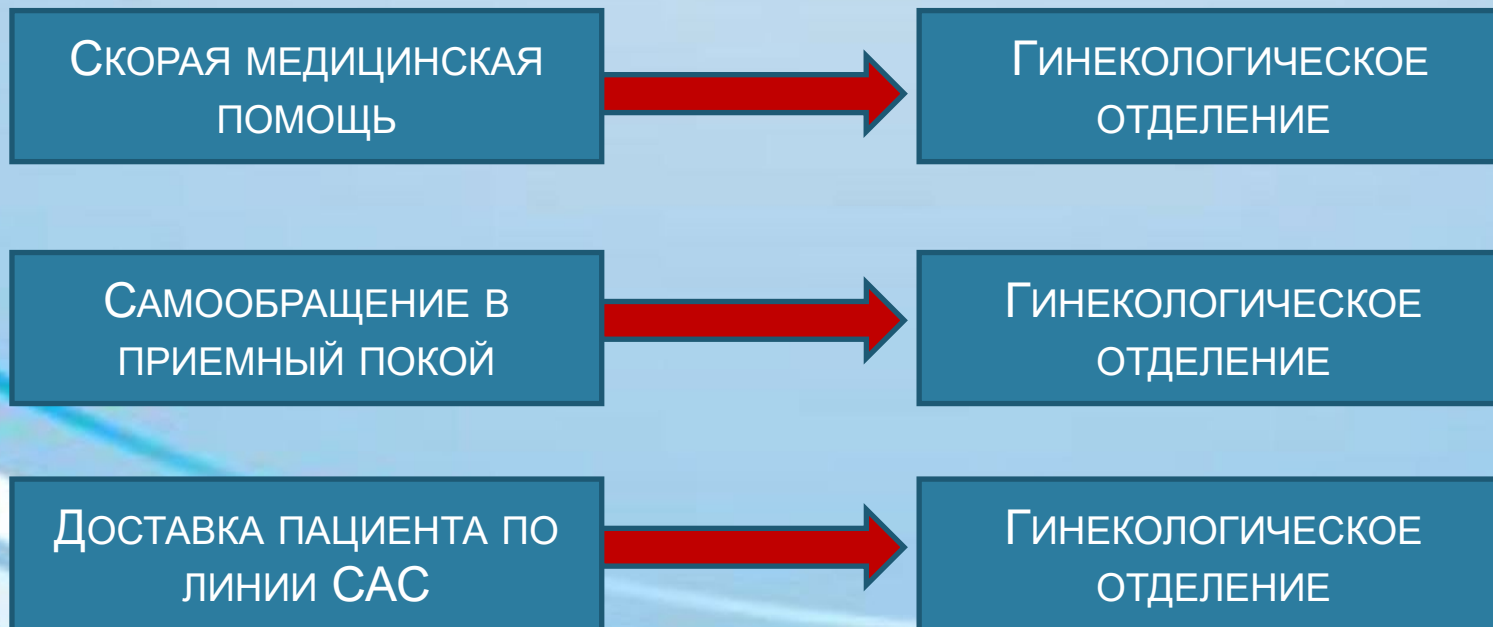 Скорая медицинская
помощь
Гинекологическое
отделение
Самообращение в
приемный покой
Гинекологическое
отделение
Доставка пациента по
линии САС
Гинекологическое
отделение